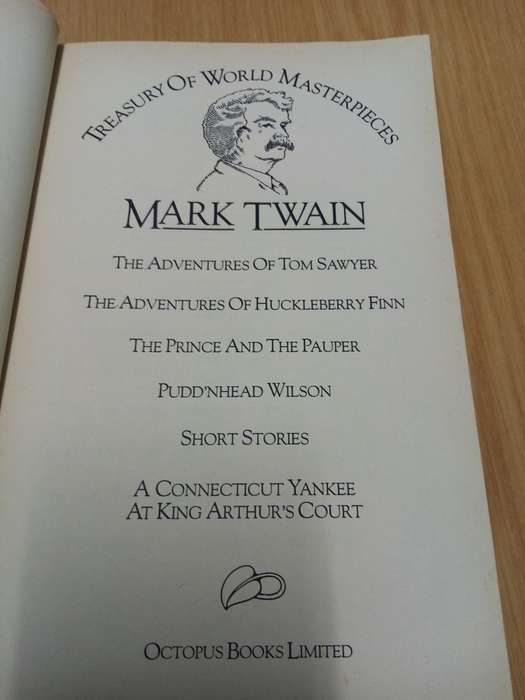 Treasury Of World Masterpieces
Mark Twain
The Adventures Of Tom Sawyer
The Adventures Of Huckleberry Finn
The Prince And The Pauper
Pudd'nhead Wilson
Short Stories
A Connecticut Yankee
At King Arthur's Court
Octopus Books Limited